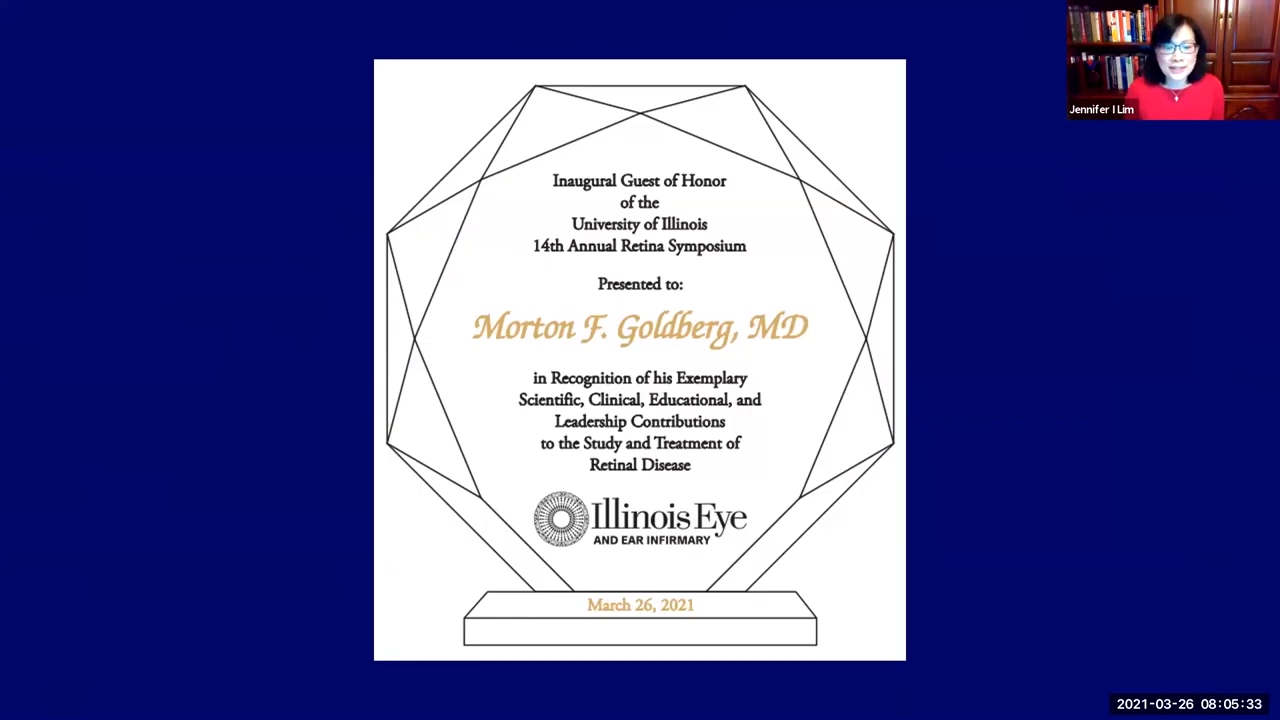 Jennifer I Lim
Inaugural Guest of Honor
of the
University of Illinois
14th Annual Retina Symposium
Presented to:
Morton F. Goldberg, MD
in Recognition of his Exemplary
Scientific, Clinical, Educational, and
Leadership Contributions
to the Study and Treatment of
Retinal Disease
Illinois Eye
AND EAR INFIRMARY
March 26, 2021
2021-03-26 08:05:33